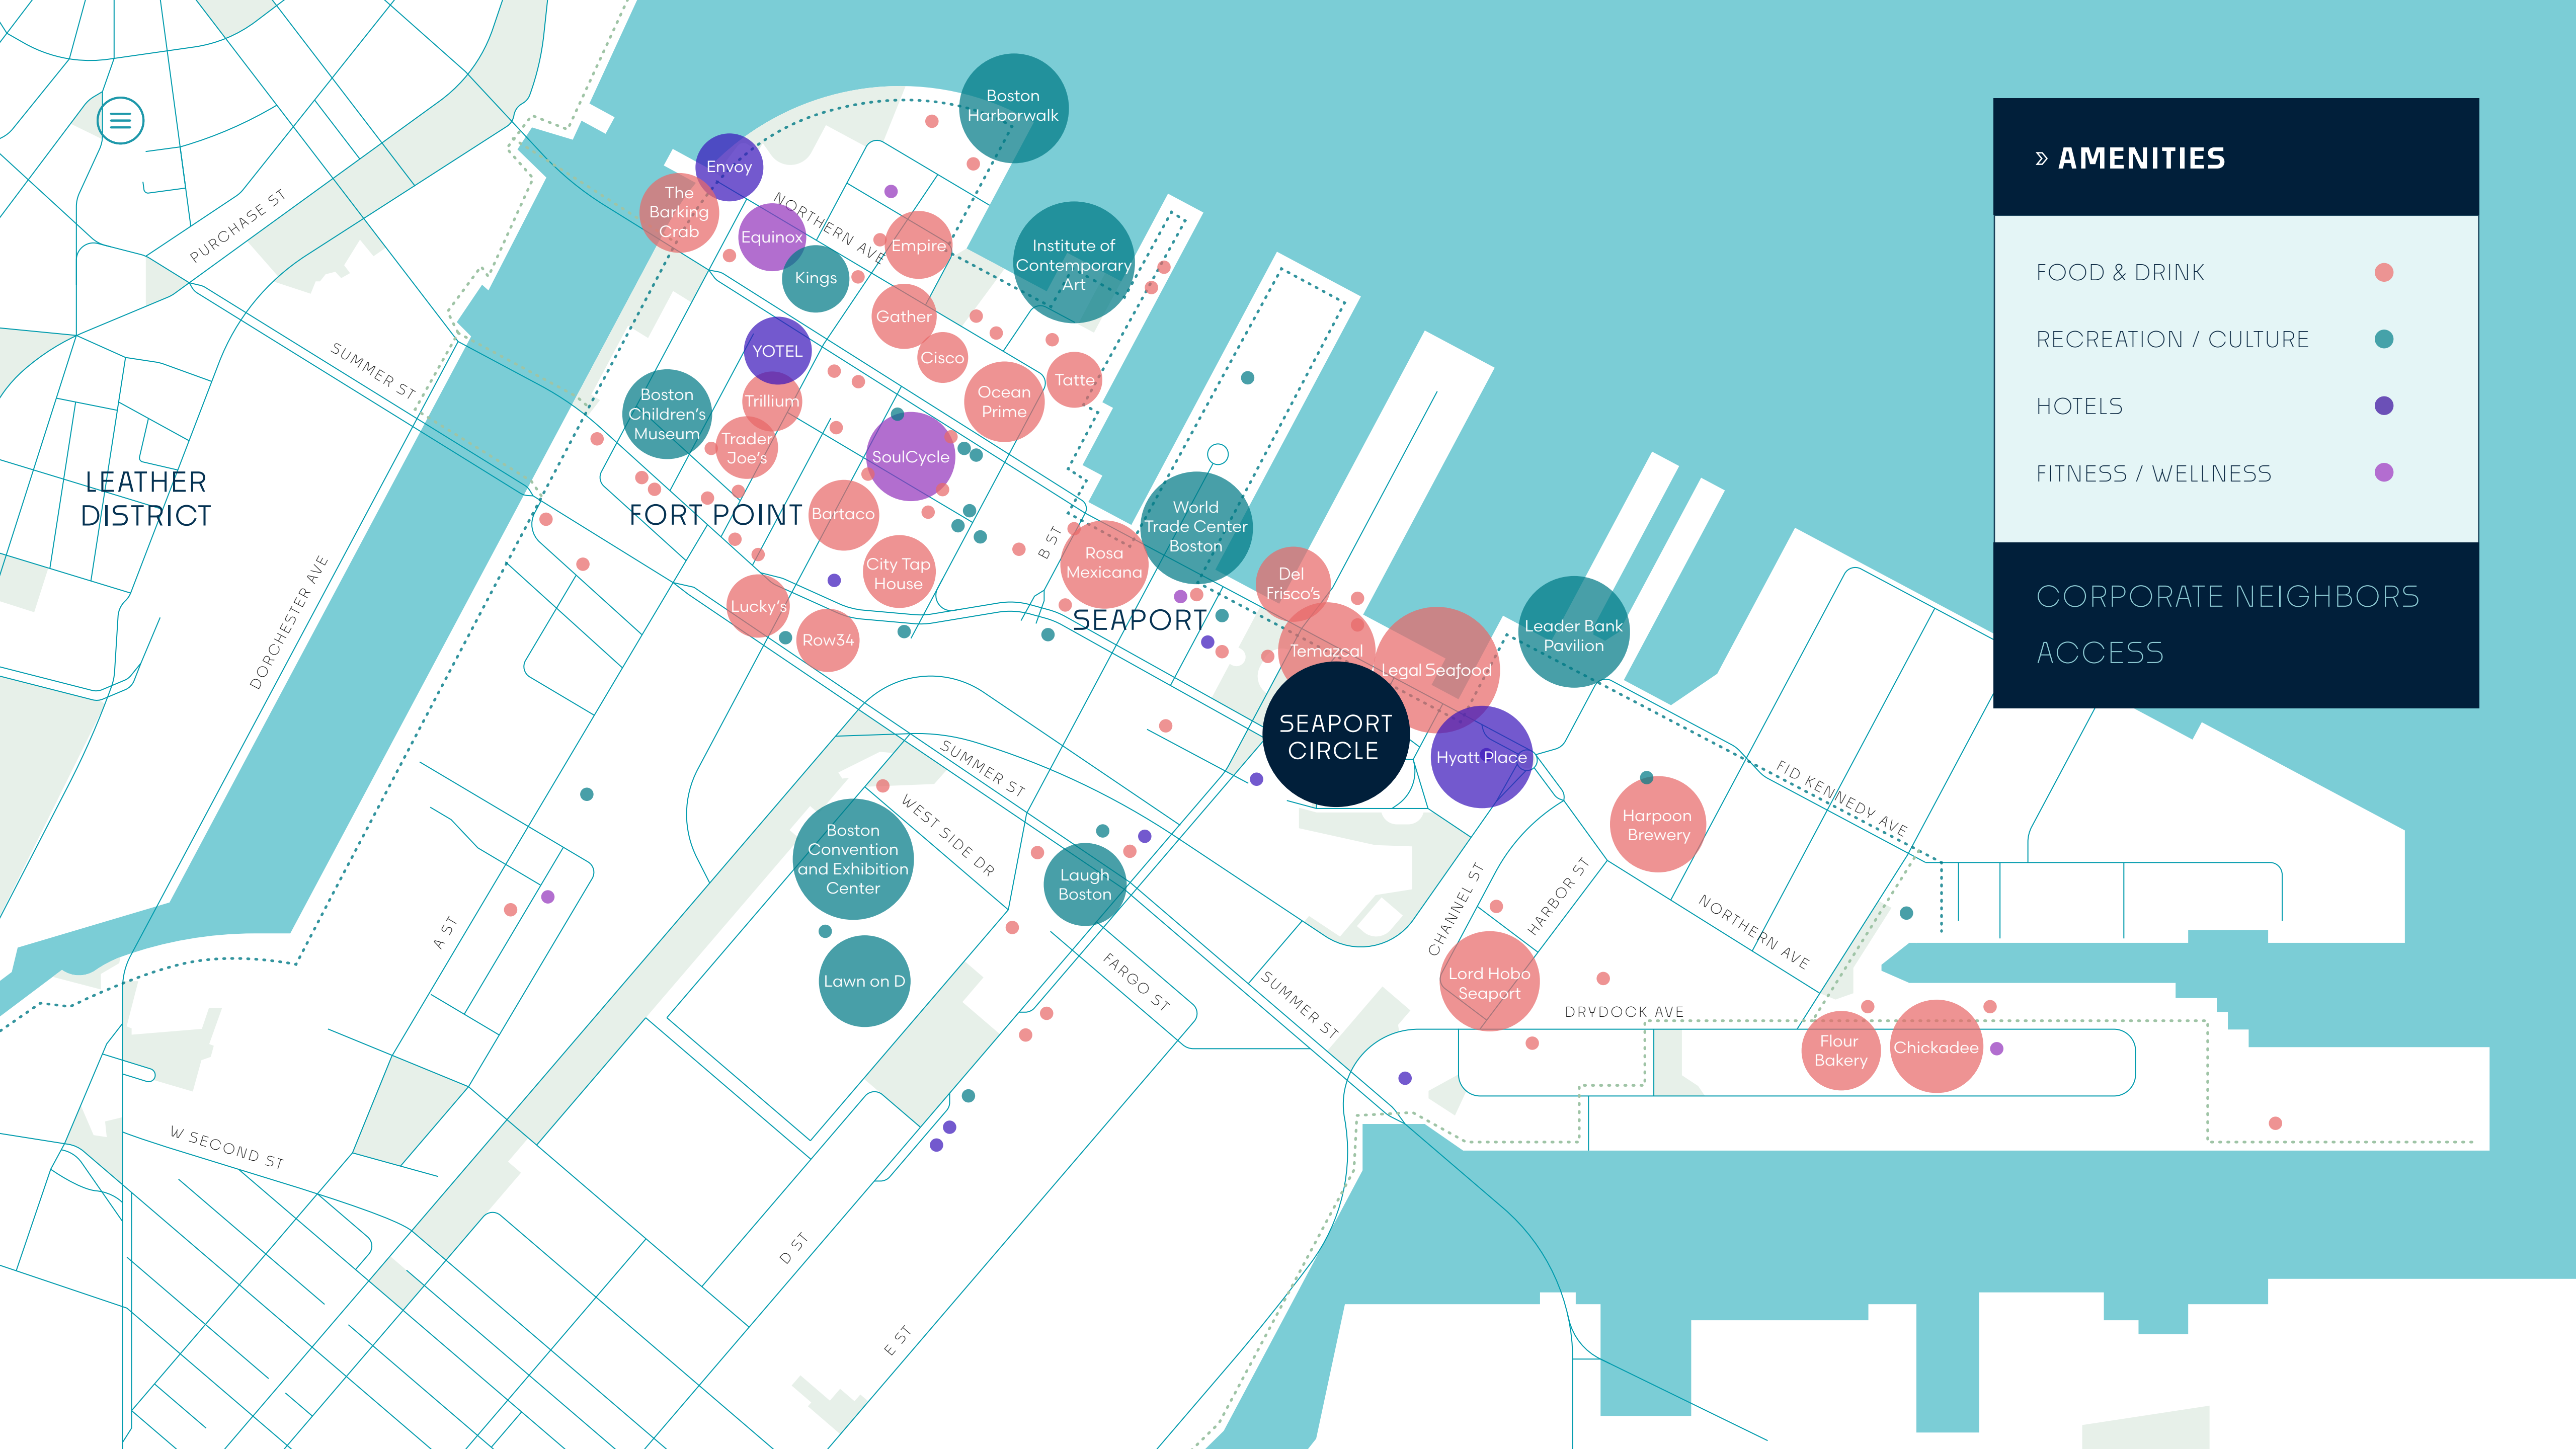 Boston
Harborwalk
Envoy
The
Barking
Crab
NORTHERN AVE
Equinox
Empire
Kings
Institute of
Contemporary
Art
PURCHASE ST
Gather
YOTEL
Cisco
SUMMER ST
Tatte
Boston
Children's
Museum
Trillium
Ocean
Prime
Trader
Joe's
SoulCycle
LEATHER
DISTRICT
FORT POINT
Bartaco
World
Trade Center
Boston
B ST
Rosa
Mexicana
City Tap
House
Del
Frisco's
Lucky's
SEAPORT
Row34
Leader Bank
Pavilion
Temazcal
Legal Seafood
DORCHESTER AVE
SEAPORT
CIRCLE
Hyatt Place
SUMMER ST
FID KENNEDY AVE
WEST SIDE DR
Boston
Convention
and Exhibition
Center
Harpoon
Brewery
Laugh
Boston
CHANNEL ST
HARBOR ST
NORTHERN AVE
A ST
Lawn on D
FARGO ST
SUMMER ST
Lord Hobo
Seaport
DRYDOCK AVE
Flour
Bakery
Chickadee
W SECOND ST
D ST
E ST
» AMENITIES
FOOD & DRINK
RECREATION / CULTURE
HOTELS
FITNESS / WELLNESS
CORPORATE NEIGHBORS
ACCESS